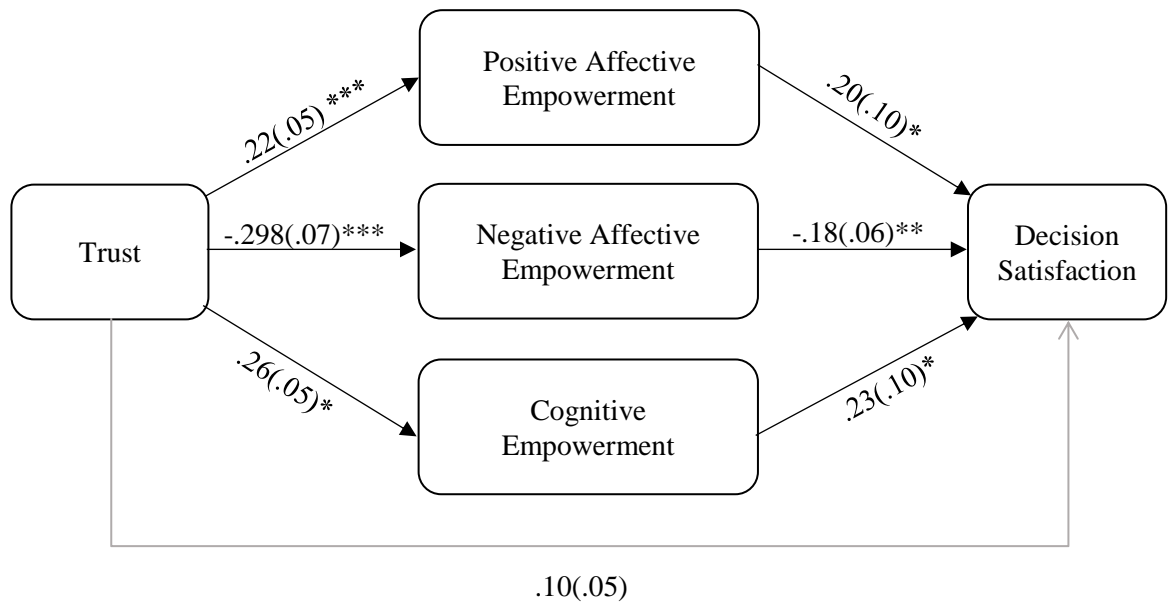 Positive Affective
Empowerment
.22(.05) ***
.20(.10)*
Trust
-.298(.07)***
Negative Affective
Empowerment
-.18(.06)**
Decision
Satisfaction
.26(.05)*
Cognitive
Empowerment
.23(.10)*
.10(.05)